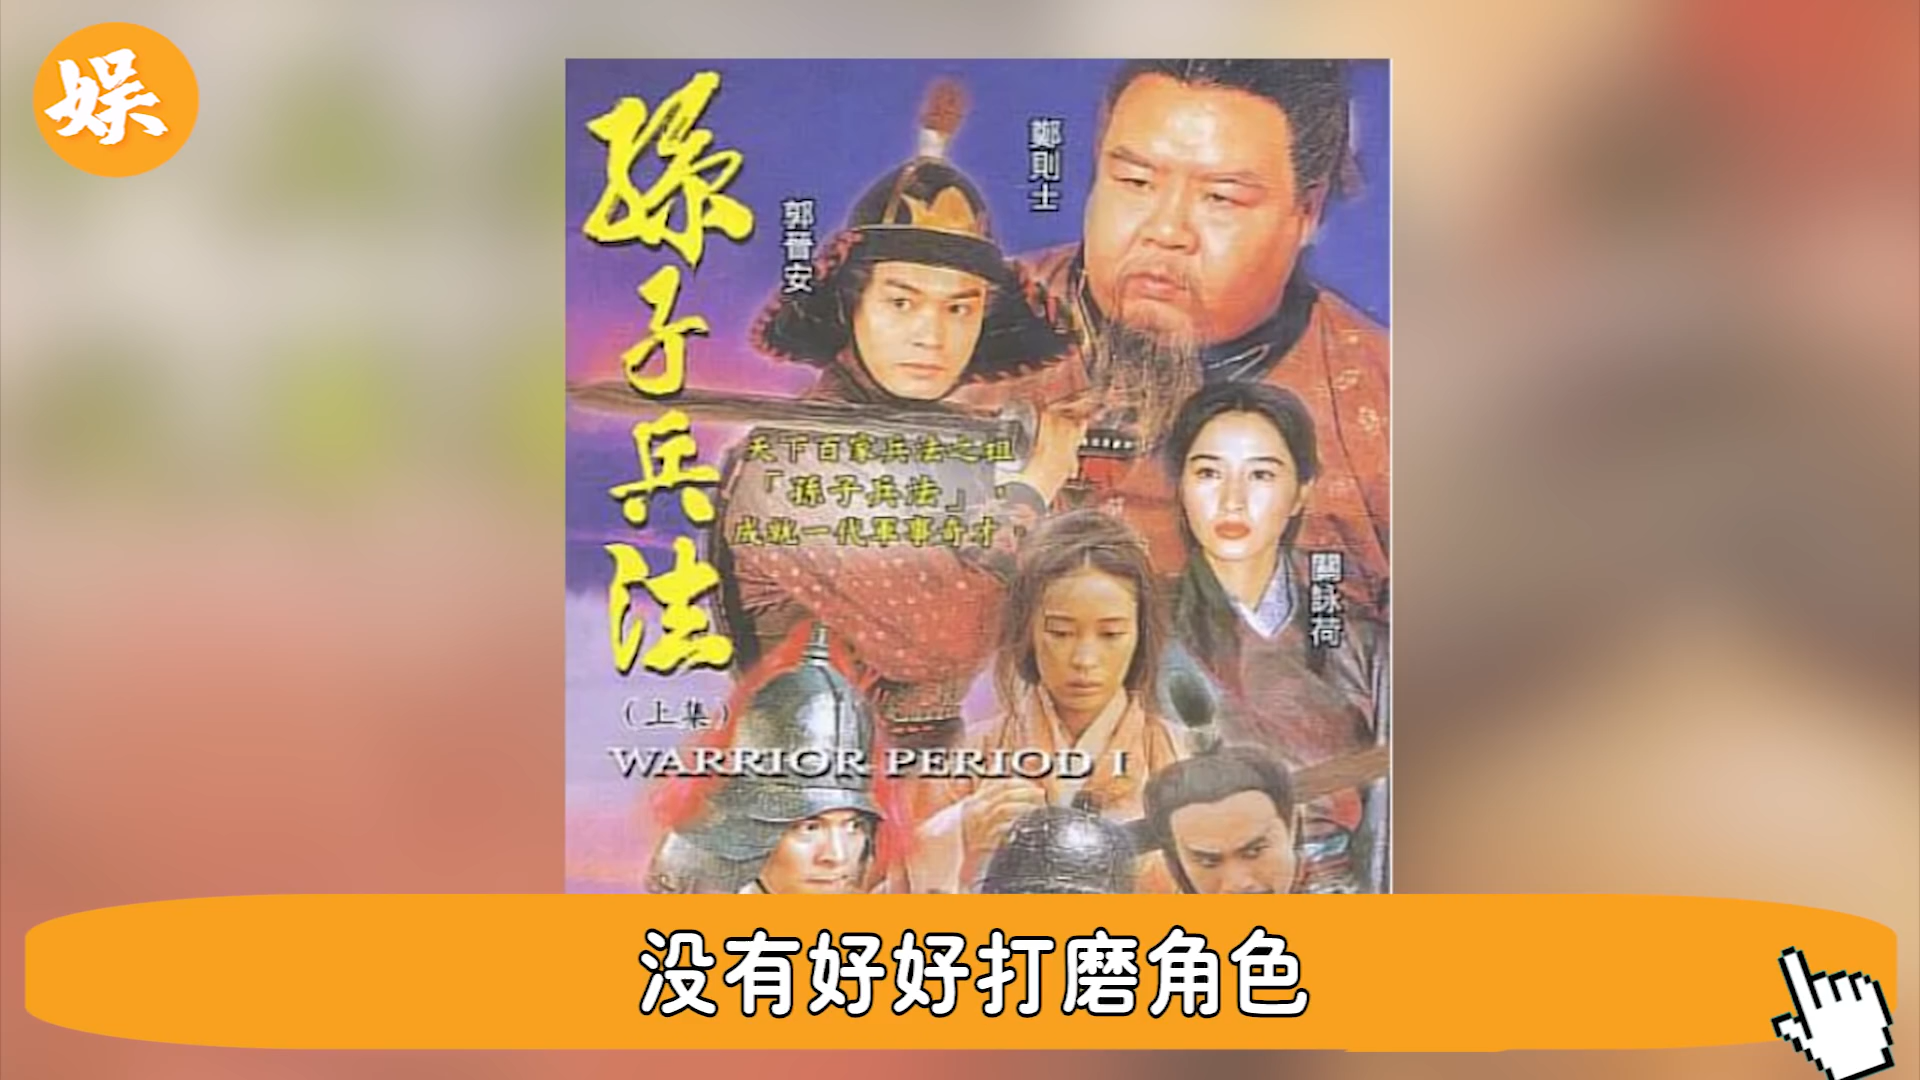 娱
孫子兵法
郭晉安
鄭則士
天下百家兵法之祖
「孫子兵法」，
成就一代軍事奇才。
關詠荷
（上集）
WARRIOR PERIOD I
没有好好打磨角色